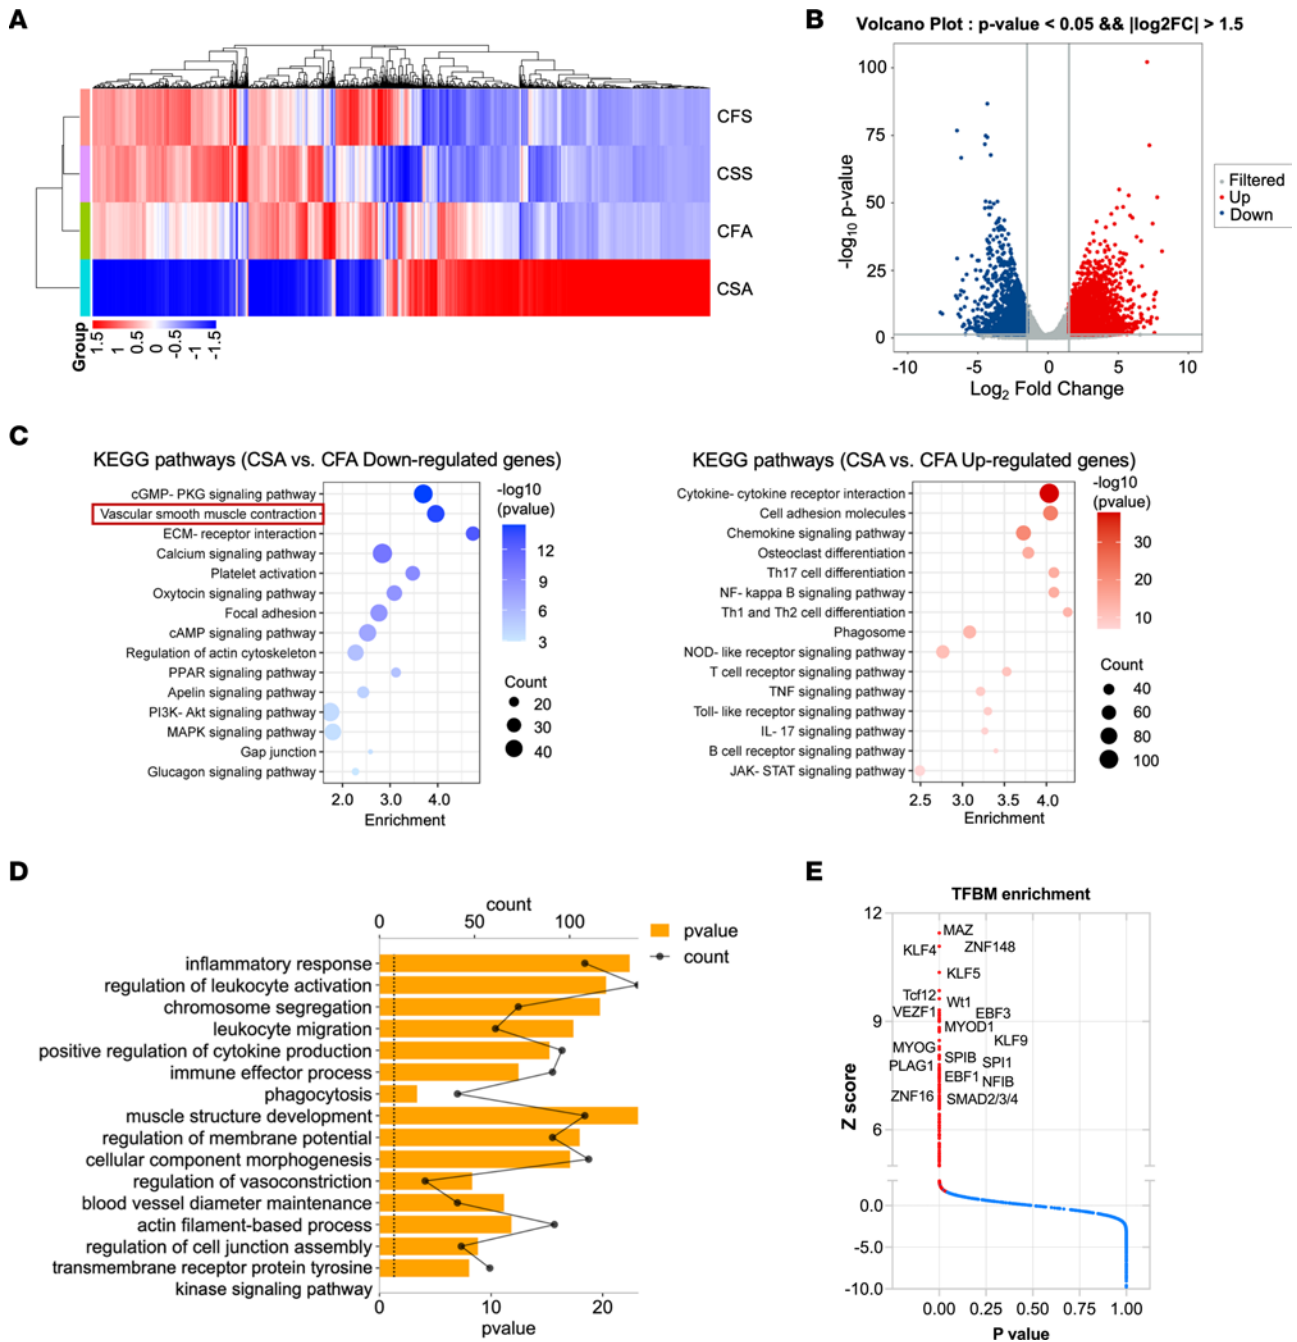 A
CFS
CSS
CFA
CSA
Group
1.5
1
0.5
0
-0.5
-1
-1.5
B
Volcano Plot : p-value < 0.05 && |log2FC| > 1.5
100
75
50
25
0
-log10 p-value
-10
-5
0
5
10
Log2 Fold Change
Filtered
Up
Down
C
KEGG pathways (CSA vs. CFA Down-regulated genes)
cGMP- PKG signaling pathway
Vascular smooth muscle contraction
ECM- receptor interaction
Calcium signaling pathway
Platelet activation
Oxytocin signaling pathway
Focal adhesion
cAMP signaling pathway
Regulation of actin cytoskeleton
PPAR signaling pathway
Apelin signaling pathway
PI3K- Akt signaling pathway
MAPK signaling pathway
Gap junction
Glucagon signaling pathway
2.0
3.0
4.0
Enrichment
-log10
(pvalue)
12
9
6
3
Count
20
30
40
KEGG pathways (CSA vs. CFA Up-regulated genes)
Cytokine- cytokine receptor interaction
Cell adhesion molecules
Chemokine signaling pathway
Osteoclast differentiation
Th17 cell differentiation
NF- kappa B signaling pathway
Th1 and Th2 cell differentiation
Phagosome
NOD- like receptor signaling pathway
T cell receptor signaling pathway
TNF signaling pathway
Toll- like receptor signaling pathway
IL- 17 signaling pathway
B cell receptor signaling pathway
JAK- STAT signaling pathway
2.5
3.0
3.5
4.0
Enrichment
-log10
(pvalue)
30
20
10
Count
40
60
80
100
D
count
0
50
100
pvalue
count
inflammatory response
regulation of leukocyte activation
chromosome segregation
leukocyte migration
positive regulation of cytokine production
immune effector process
phagocytosis
muscle structure development
regulation of membrane potential
cellular component morphogenesis
regulation of vasoconstriction
blood vessel diameter maintenance
actin filament-based process
regulation of cell junction assembly
transmembrane receptor protein tyrosine
kinase signaling pathway
0
10
20
pvalue
E
TFBM enrichment
12
9
6
0.0
-5.0
-10.0
Z score
MAZ
KLF4
ZNF148
KLF5
Tcf12
Wt1
VEZF1
EBF3
MYOD1
KLF9
MYOG
SPIB
SPI1
PLAG1
EBF1
NFIB
ZNF16
SMAD2/3/4
0.00
0.25
0.50
0.75
1.00
P value